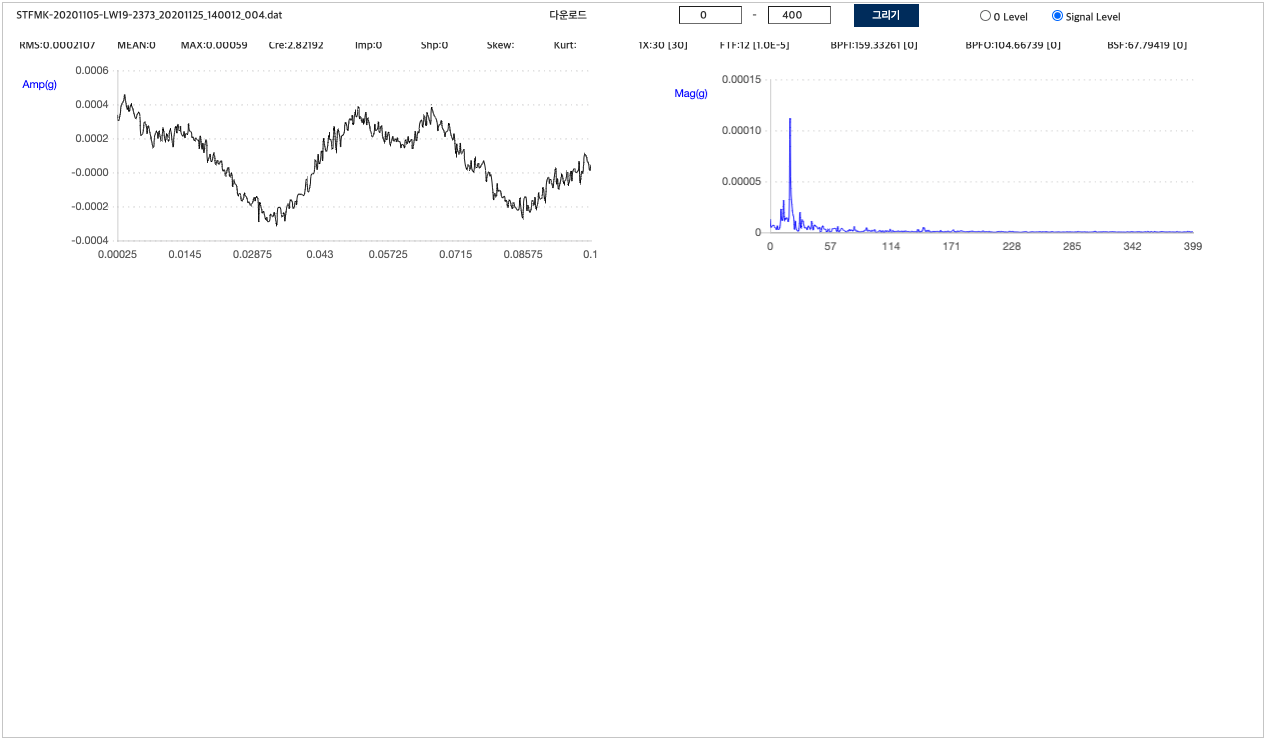 STFMK-20201105-LW19-2373_20201125_140012_004.dat 다운로드 0 - 400 그리기 0 Level Signal Level
RMS:0.0002107 MEAN:0 MAX:0.00059 Cre:2.82192 Imp:0 Shp:0 Skew: Kurt: 1X:30 [30] FTF:12 [1.0E-5] BPFI:159.33261 [0] BPFO:104.66739 [0] BSF:67.79419 [0]
Amp(g)
0.0006
0.0004
0.0002
-0.0000
-0.0002
-0.0004
0.00025 0.0145 0.02875 0.043 0.05725 0.0715 0.08575 0.1
Mag(g)
0.00015
0.00010
0.00005
0
0 57 114 171 228 285 342 399